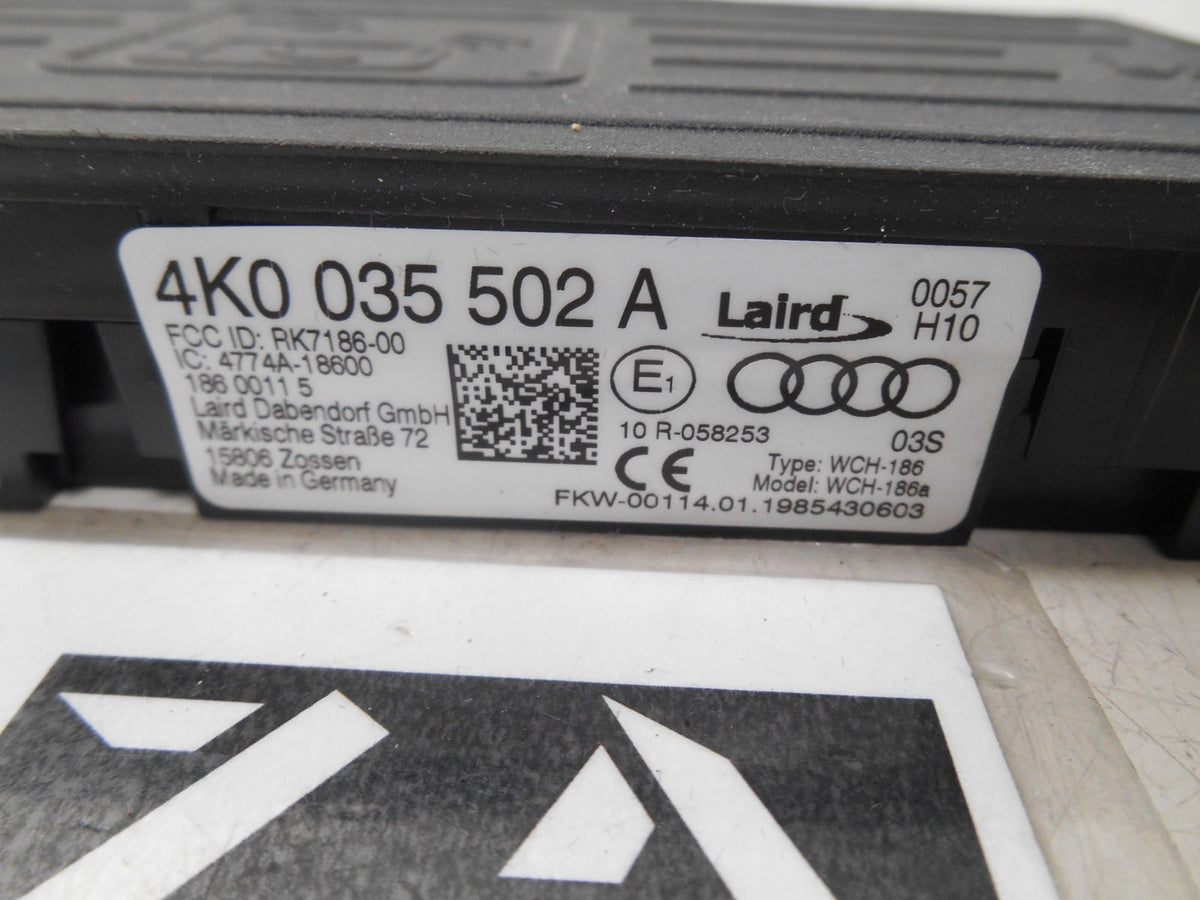 4K0 035 502 A
Laird
0057
H10
FCC ID: RK7186-00
IC: 4774A-18600
186 0011 5
Laird Dabendorf GmbH
Märkische Straße 72
15806 Zossen
Made in Germany
E1
10 R-058253
03S
CE
Type: WCH-186
Model: WCH-186a
FKW-00114.01.1985430603